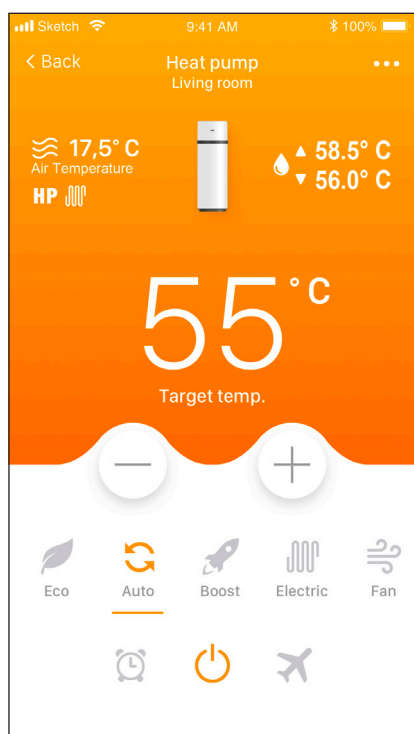 Sketch 9:41 AM 100%
Back Heat pump
Living room
17,5° C
Air Temperature
HP
58.5° C
56.0° C
55°C
Target temp.
Eco Auto Boost Electric Fan